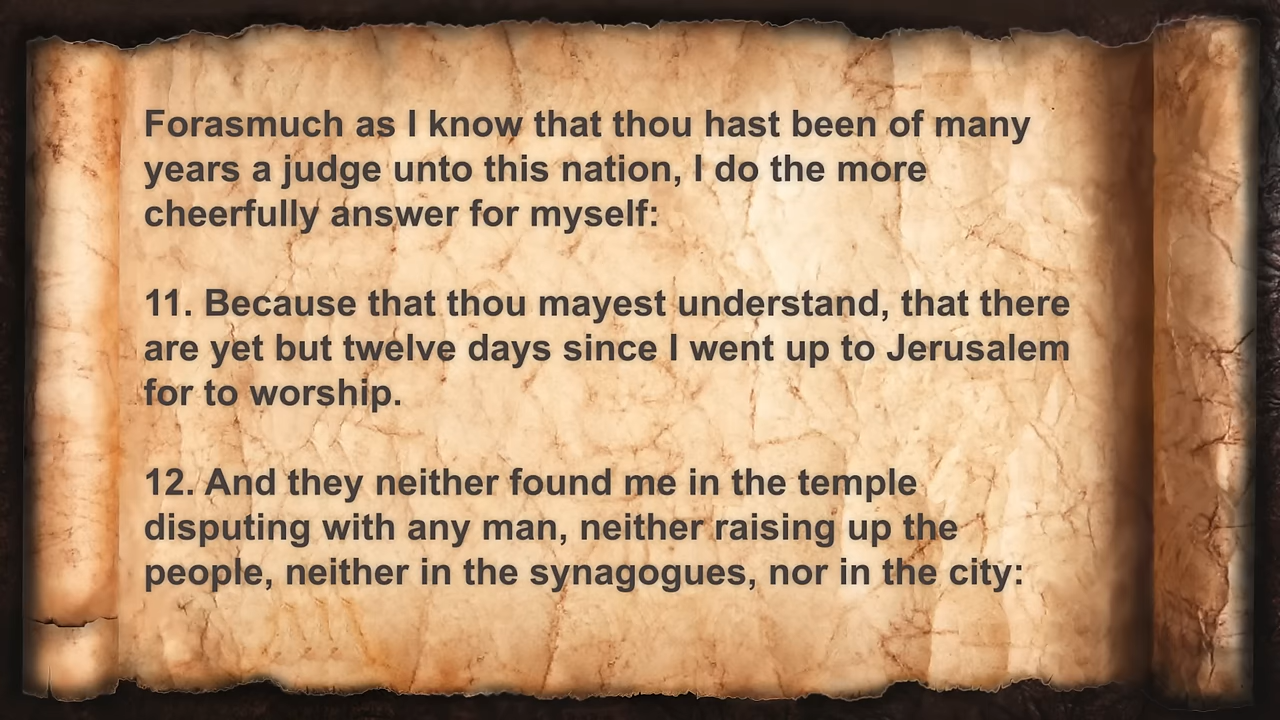 Forasmuch as I know that thou hast been of many
years a judge unto this nation, I do the more
cheerfully answer for myself:
11. Because that thou mayest understand, that there
are yet but twelve days since I went up to Jerusalem
for to worship.
12. And they neither found me in the temple
disputing with any man, neither raising up the
people, neither in the synagogues, nor in the city: